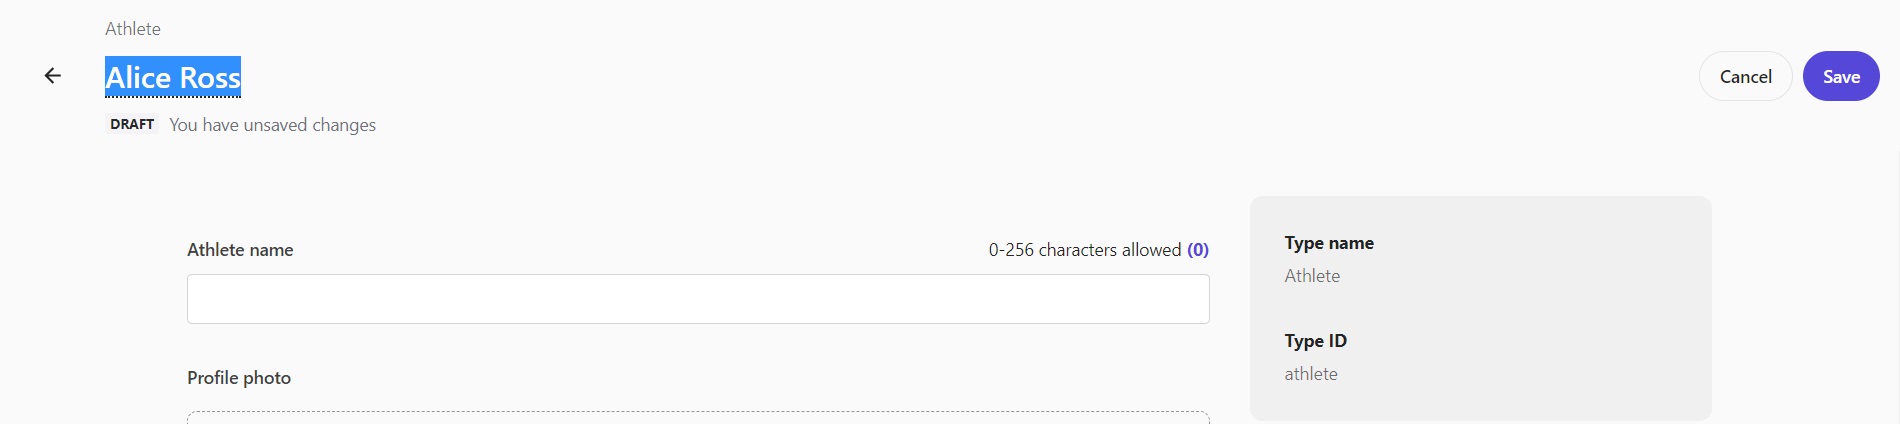 Athlete
Alice Ross
Cancel
Save
DRAFT You have unsaved changes
Athlete name
0-256 characters allowed (0)
Profile photo
Type name
Athlete
Type ID
athlete